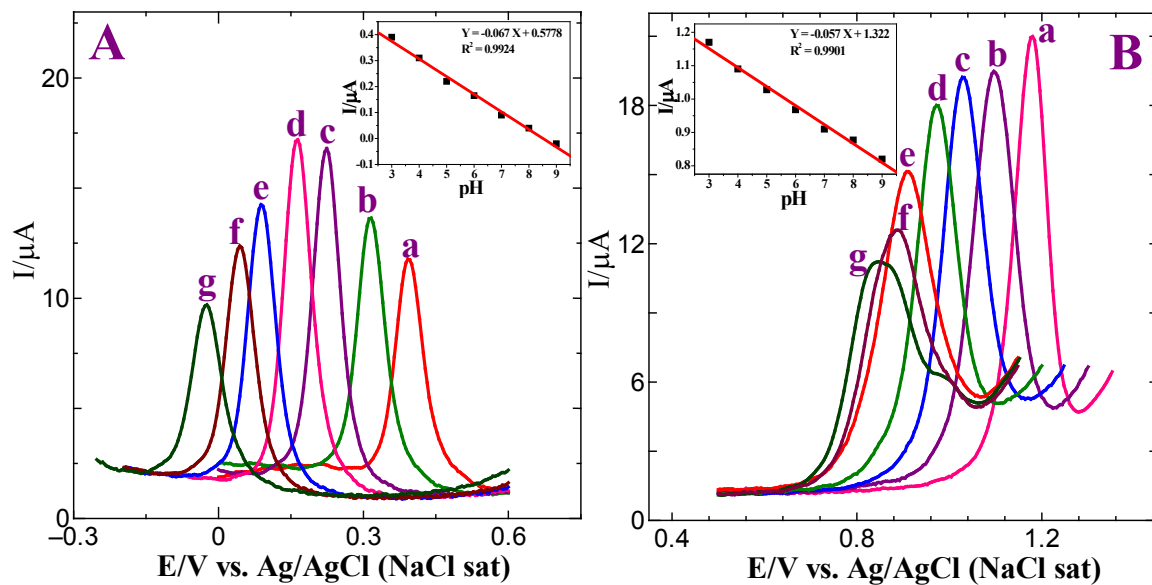 A
22
15
7.5
0
I/µA
−0.3
0
0.3
0.6
E/V vs. Ag/AgCl (NaCl sat)
g
f
e
d
c
b
a
Y = -0.067 X + 0.5778
R² = 0.9924
0.4
0.3
0.2
0.1
0.0
-0.1
I/µA
3
4
5
6
7
8
9
pH
B
18
12
6
0
I/µA
0.4
0.8
1.2
E/V vs. Ag/AgCl (NaCl sat)
g
f
e
d
c
b
a
Y = -0.057 X + 1.322
R² = 0.9901
1.2
1.1
1.0
0.9
0.8
I/µA
3
4
5
6
7
8
9
pH